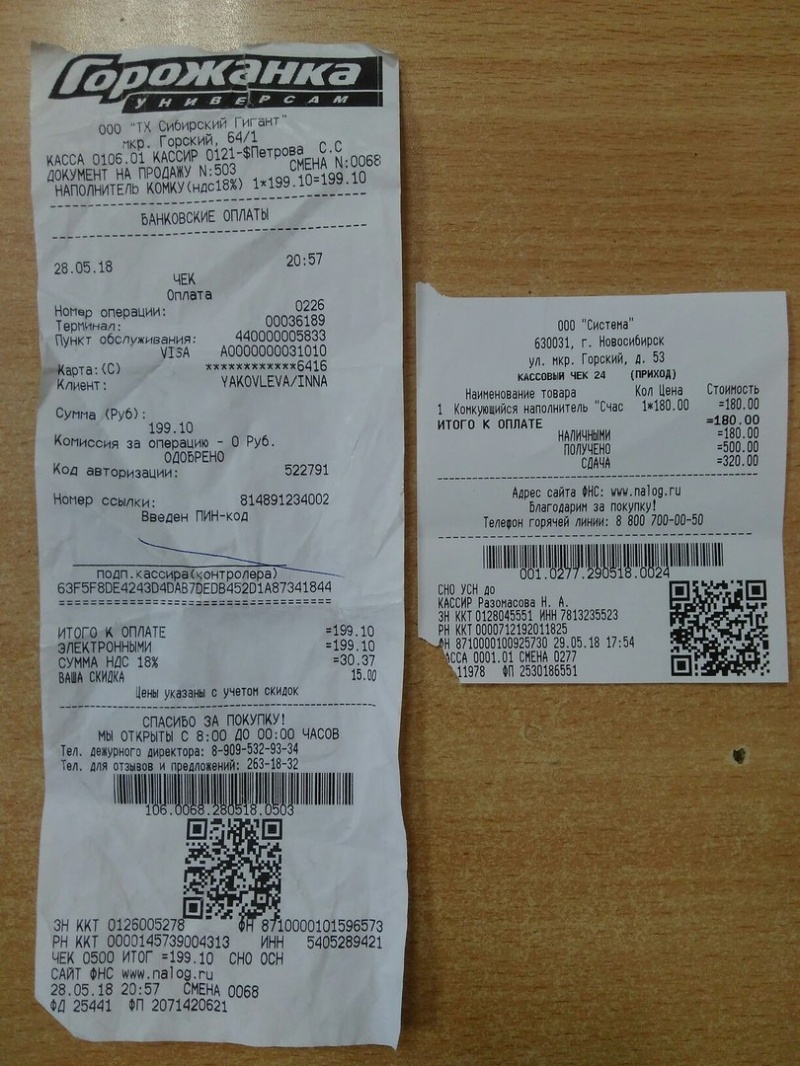 Горожанка
УНИВЕРСАМ
ООО "ТХ Сибирский Гигант"
мкр. Горский, 64/1
КАССА 0106.01 КАССИР 0121-$Петрова С.С
ДОКУМЕНТ НА ПРОДАЖУ N:503 СМЕНА N:0068
НАПОЛНИТЕЛЬ КОМКУ(НДС18%) 1*199.10=199.10
БАНКОВСКИЕ ОПЛАТЫ
28.05.18 20:57
ЧЕК
Оплата
Номер операции: 0226
Терминал: 00036189
Пункт обслуживания: 440000005833
VISA A0000000031010
Карта:(C) ************6416
Клиент: YAKOVLEVA/INNA
Сумма (Руб):
199.10
Комиссия за операцию - 0 Руб.
ОДОБРЕНО
Код авторизации: 522791
Номер ссылки: 814891234002
Введен ПИН-код
подп.кассира(контролера)
63F5F8DE4243D4DAB7DEDB452D1A87341844
ИТОГО К ОПЛАТЕ =199.10
ЭЛЕКТРОННЫМИ =199.10
СУММА НДС 18% =30.37
ВАША СКИДКА 15.00
Цены указаны с учетом скидок
СПАСИБО ЗА ПОКУПКУ!
МЫ ОТКРЫТЫ С 8:00 ДО 00:00 ЧАСОВ
Тел. дежурного директора: 8-909-532-93-34
Тел. для отзывов и предложений: 263-18-32
106.0068.280518.0503
ЗН ККТ 0126005278 ФН 8710000101596573
РН ККТ 0000145739004313 ИНН 5405289421
ЧЕК 0500 ИТОГ =199.10 СНО ОСН
САЙТ ФНС www.nalog.ru
28.05.18 20:57 СМЕНА 0068
ФД 25441 ФП 2071420621
ООО "Система"
630031, г. Новосибирск
ул. мкр. Горский, д. 53
КАССОВЫЙ ЧЕК 24 (ПРИХОД)
Наименование товара Кол Цена Стоимость
1 Комкующийся наполнитель "Счас 1*180.00 =180.00
ИТОГО К ОПЛАТЕ =180.00
НАЛИЧНЫМИ =180.00
ПОЛУЧЕНО =500.00
СДАЧА =320.00
Адрес сайта ФНС: www.nalog.ru
Благодарим за покупку!
Телефон горячей линии: 8 800 700-00-50
001.0277.290518.0024
СНО УСН до
КАССИР Разомасова Н. А.
ЗН ККТ 0128045551 ИНН 7813235523
РН ККТ 0000712192011825
ФН 8710000100925730 29.05.18 17:54
АССА 0001.01 СМЕНА 0277
11978 ФП 2530186551